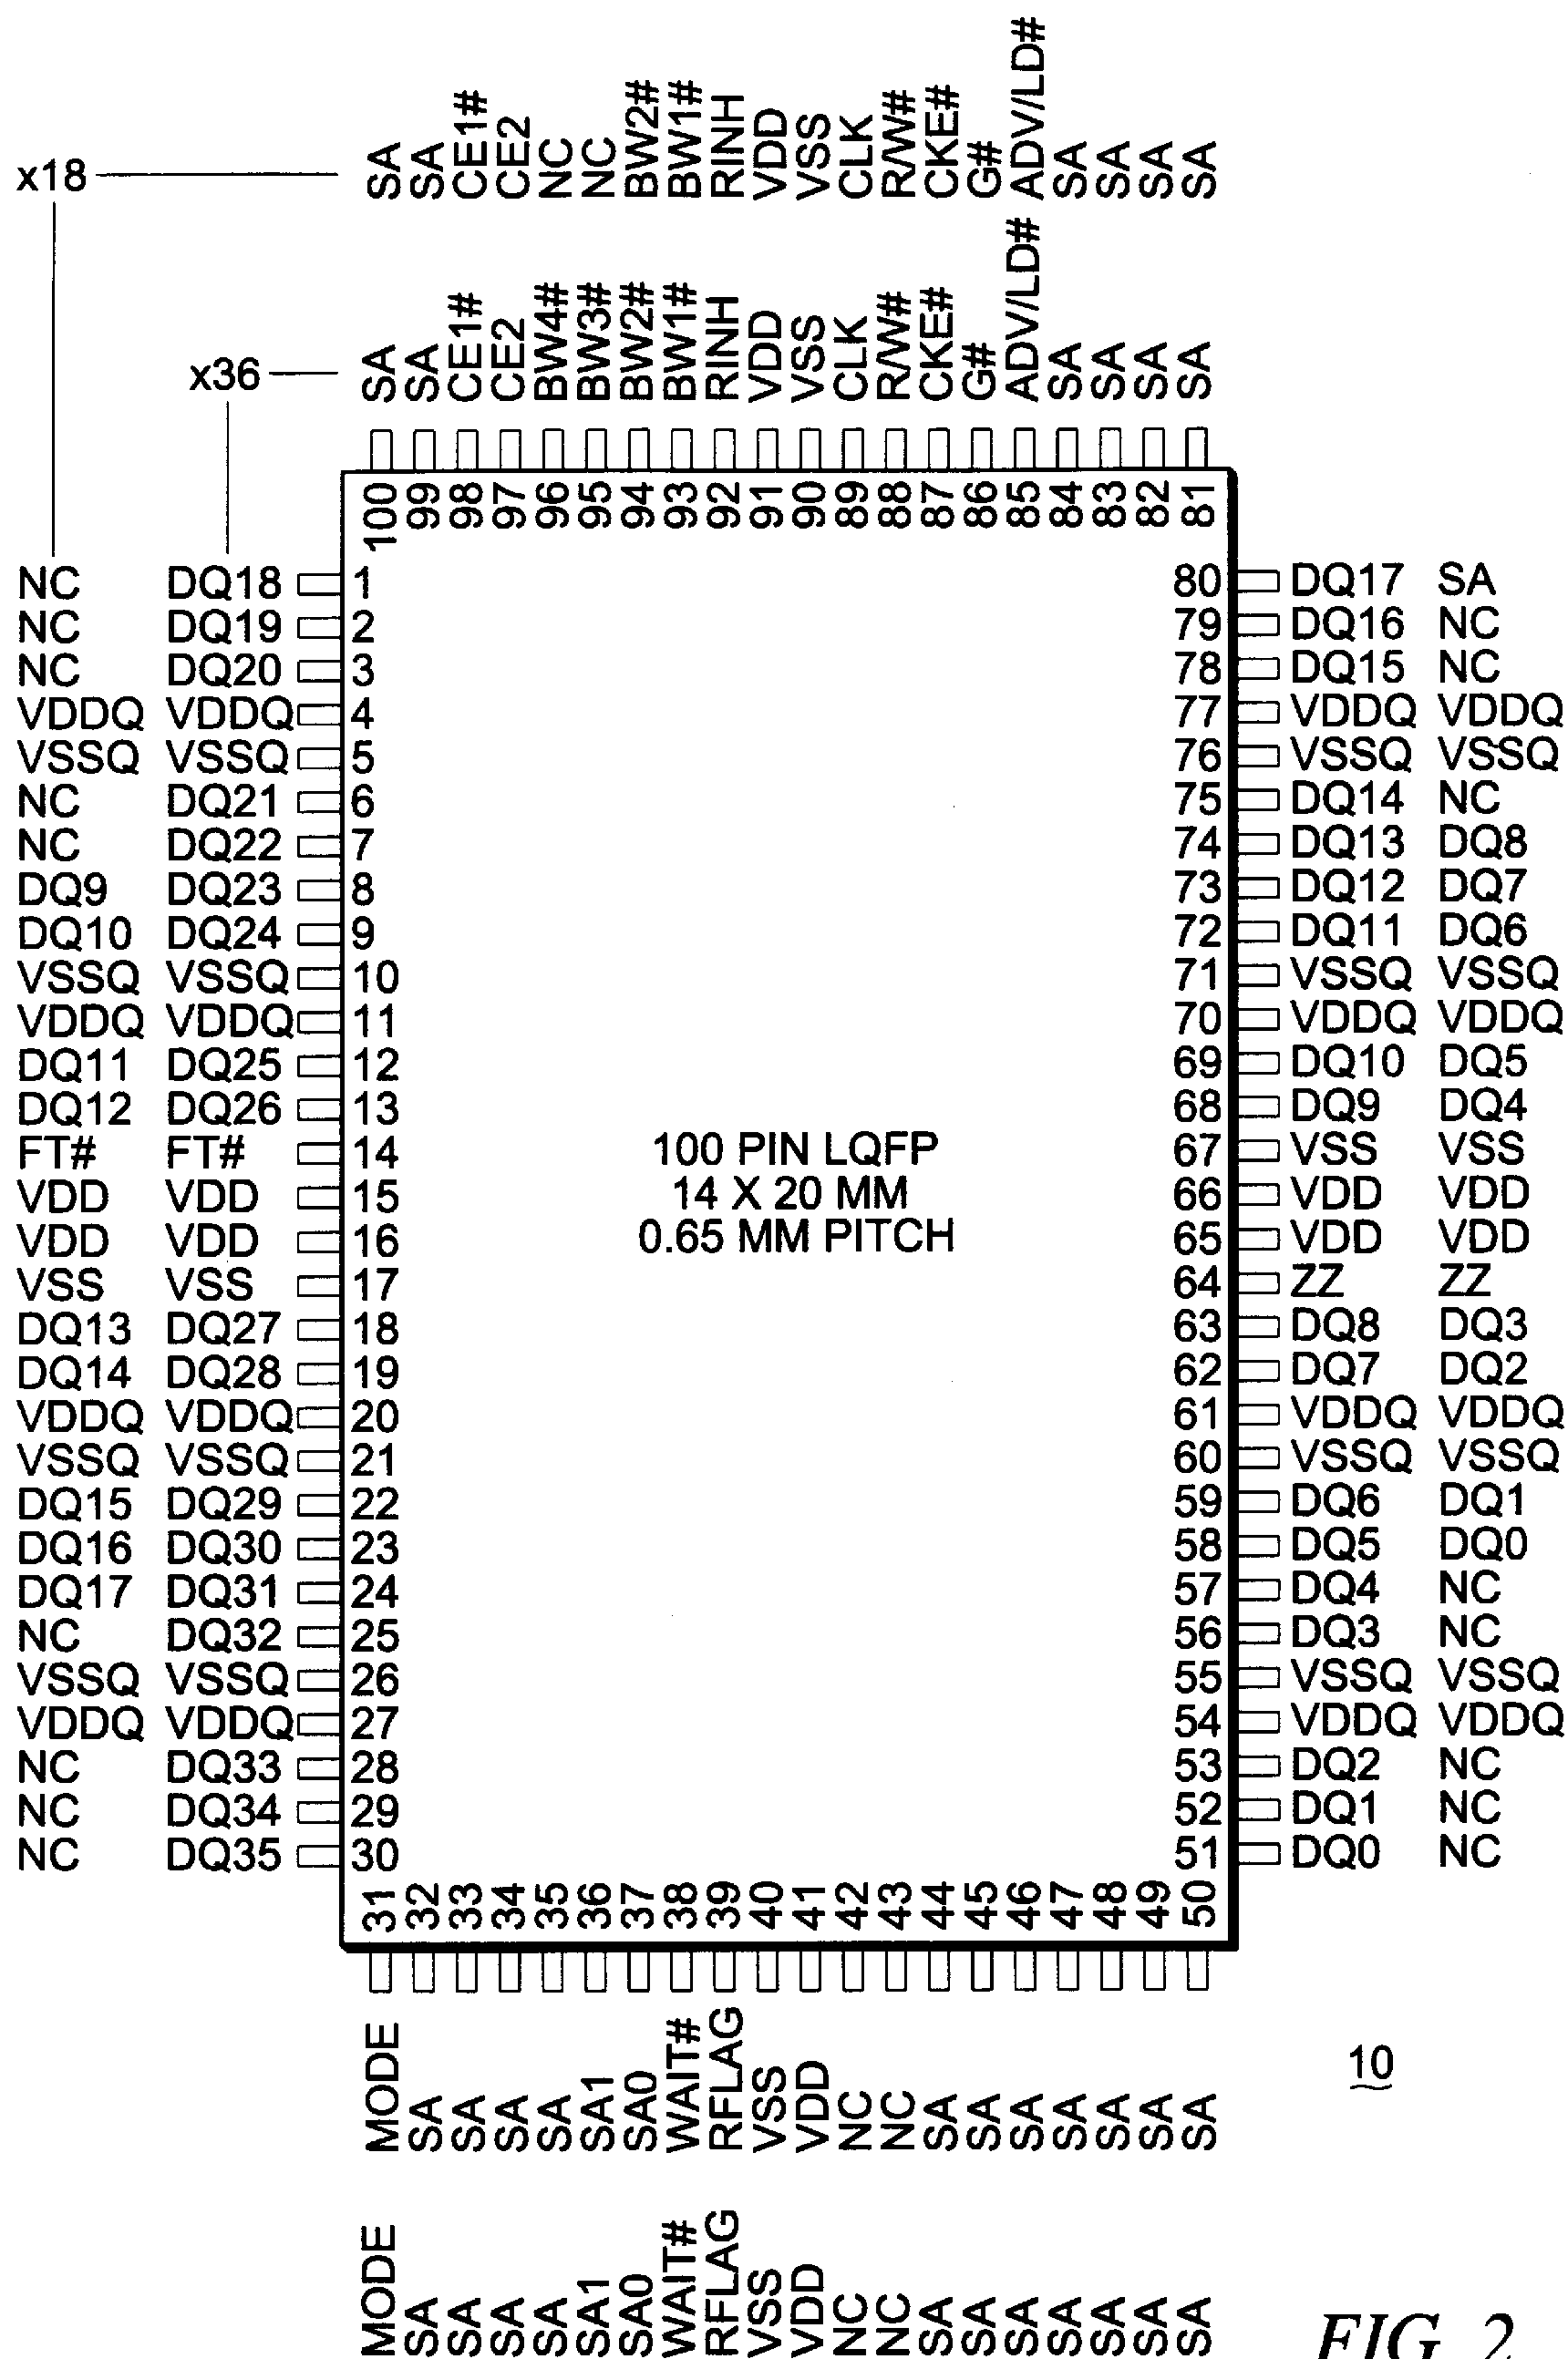 x18 SA SA CE1# CE2 NC NC BW2# BW1# RINH VDD VSS CLK R/W# CKE# G# ADV/LD# SA SA SA SA
x36 SA SA CE1# CE2 BW4# BW3# BW2# BW1# RINH VDD VSS CLK R/W# CKE# G# ADV/LD# SA SA SA SA
100 99 98 97 96 95 94 93 92 91 90 89 88 87 86 85 84 83 82 81
NC DQ18 1 80 DQ17 SA
NC DQ19 2 79 DQ16 NC
NC DQ20 3 78 DQ15 NC
VDDQ VDDQ 4 77 VDDQ VDDQ
VSSQ VSSQ 5 76 VSSQ VSSQ
NC DQ21 6 75 DQ14 NC
NC DQ22 7 74 DQ13 DQ8
DQ9 DQ23 8 73 DQ12 DQ7
DQ10 DQ24 9 72 DQ11 DQ6
VSSQ VSSQ 10 71 VSSQ VSSQ
VDDQ VDDQ 11 70 VDDQ VDDQ
DQ11 DQ25 12 69 DQ10 DQ5
DQ12 DQ26 13 68 DQ9 DQ4
FT# FT# 14 100 PIN LQFP 67 VSS VSS
VDD VDD 15 14 X 20 MM 66 VDD VDD
VDD VDD 16 0.65 MM PITCH 65 VDD VDD
VSS VSS 17 64 ZZ ZZ
DQ13 DQ27 18 63 DQ8 DQ3
DQ14 DQ28 19 62 DQ7 DQ2
VDDQ VDDQ 20 61 VDDQ VDDQ
VSSQ VSSQ 21 60 VSSQ VSSQ
DQ15 DQ29 22 59 DQ6 DQ1
DQ16 DQ30 23 58 DQ5 DQ0
DQ17 DQ31 24 57 DQ4 NC
NC DQ32 25 56 DQ3 NC
VSSQ VSSQ 26 55 VSSQ VSSQ
VDDQ VDDQ 27 54 VDDQ VDDQ
NC DQ33 28 53 DQ2 NC
NC DQ34 29 52 DQ1 NC
NC DQ35 30 51 DQ0 NC
31 32 33 34 35 36 37 38 39 40 41 42 43 44 45 46 47 48 49 50
MODE SA SA SA SA SA1 SA0 WAIT# RFLAG VSS VDD NC NC SA SA SA SA SA SA SA
10
MODE SA SA SA SA SA1 SA0 WAIT# RFLAG VSS VDD NC NC SA SA SA SA SA SA SA
FIG. 2